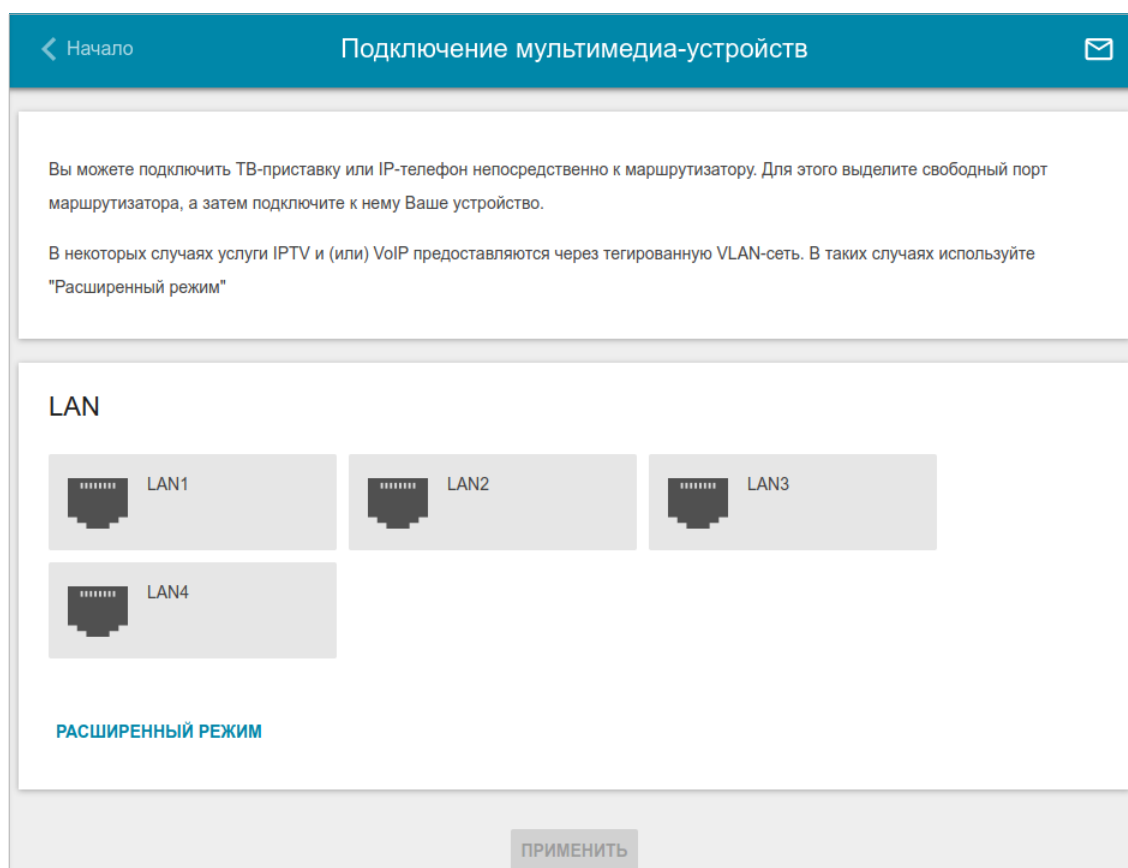 Начало
Подключение мультимедиа-устройств
Вы можете подключить ТВ-приставку или IP-телефон непосредственно к маршрутизатору. Для этого выделите свободный порт
маршрутизатора, а затем подключите к нему Ваше устройство.
В некоторых случаях услуги IPTV и (или) VoIP предоставляются через тегированную VLAN-сеть. В таких случаях используйте
"Расширенный режим"
LAN
LAN1
LAN2
LAN3
LAN4
РАСШИРЕННЫЙ РЕЖИМ
ПРИМЕНИТЬ